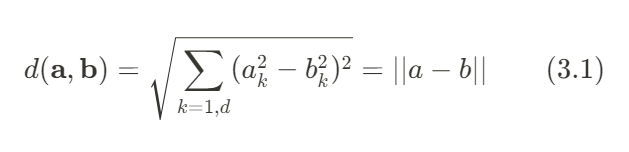 d(𝐚, 𝐛) = √∑_{k=1,d} (a_k^2 − b_k^2)^2 = ||a − b|| (3.1)